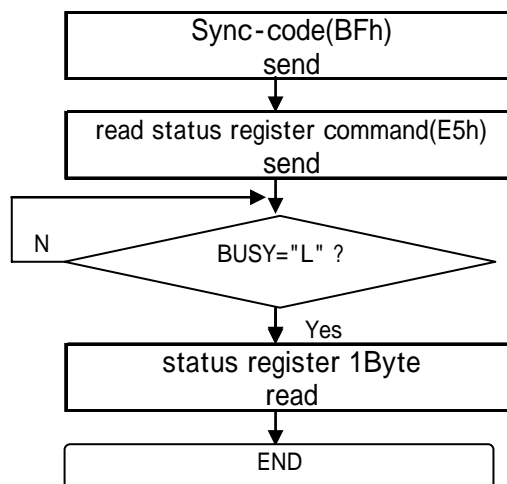 Sync-code(BFh)
send
read status register command(E5h)
send
N
BUSY="L" ?
Yes
status register 1Byte
read
END